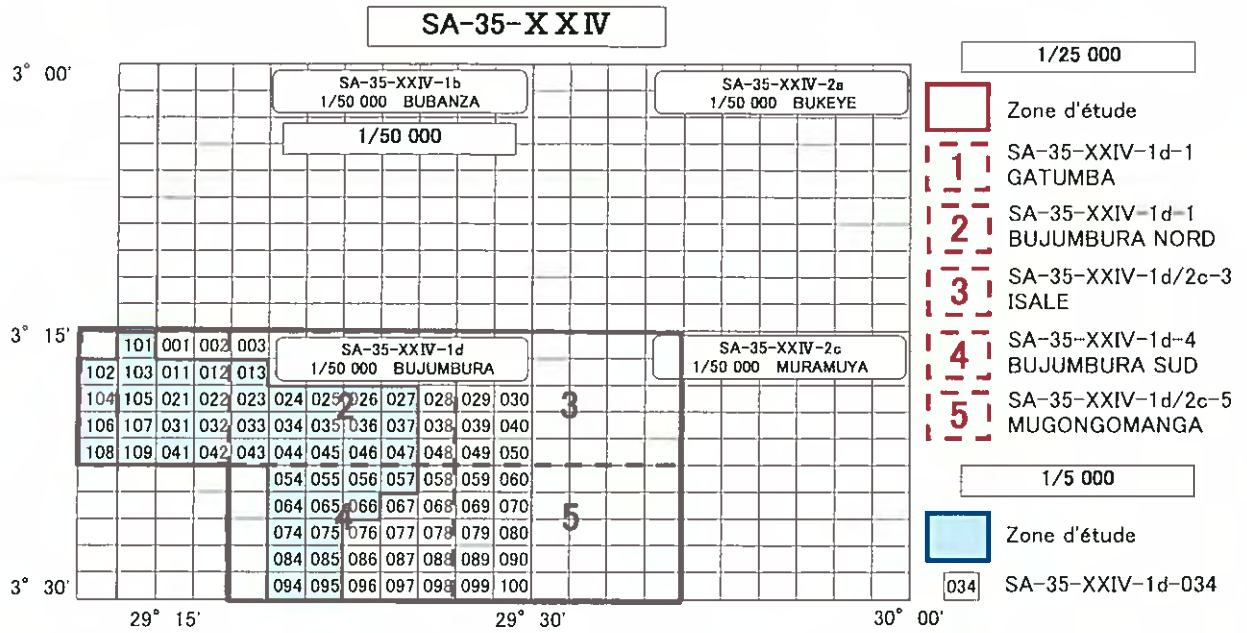 SA-35-XXIV
3° 00'
SA-35-XXIV-1b
1/50 000 BUBANZA
SA-35-XXIV-2a
1/50 000 BUKEYE
1/50 000
3° 15'
101 001 002 003
SA-35-XXIV-1d
1/50 000 BUJUMBURA
SA-35-XXIV-2c
1/50 000 MURAMUYA
102 103 011 012 013
104 105 021 022 023 024 025 026 027 028 029 030
2
3
106 107 031 032 033 034 035 036 037 038 039 040
108 109 041 042 043 044 045 046 047 048 049 050
054 055 056 057 058 059 060
064 065 066 067 068 069 070
4
5
074 075 076 077 078 079 080
084 085 086 087 088 089 090
3° 30'
094 095 096 097 098 099 100
29° 15'
29° 30'
30° 00'
1/25 000
Zone d'étude
1
SA-35-XXIV-1d-1
GATUMBA
2
SA-35-XXIV-1d-1
BUJUMBURA NORD
3
SA-35-XXIV-1d/2c-3
ISALE
4
SA-35-XXIV-1d-4
BUJUMBURA SUD
5
SA-35-XXIV-1d/2c-5
MUGONGOMANGA
1/5 000
Zone d'étude
034
SA-35-XXIV-1d-034